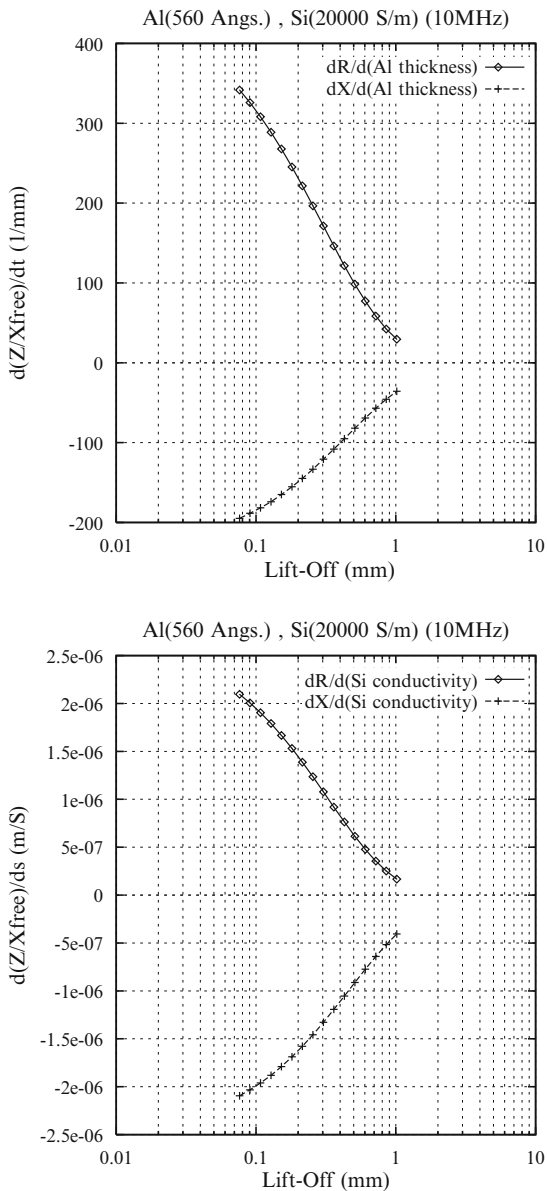 Al(560 Angs.) , Si(20000 S/m) (10MHz)
400
300
200
100
0
-100
-200
d(Z/Xfree)/dt (1/mm)
dR/d(Al thickness)
dX/d(Al thickness)
0.01
0.1
1
10
Lift-Off (mm)
Al(560 Angs.) , Si(20000 S/m) (10MHz)
2.5e-06
2e-06
1.5e-06
1e-06
5e-07
0
-5e-07
-1e-06
-1.5e-06
-2e-06
-2.5e-06
d(Z/Xfree)/ds (m/S)
dR/d(Si conductivity)
dX/d(Si conductivity)
0.01
0.1
1
10
Lift-Off (mm)